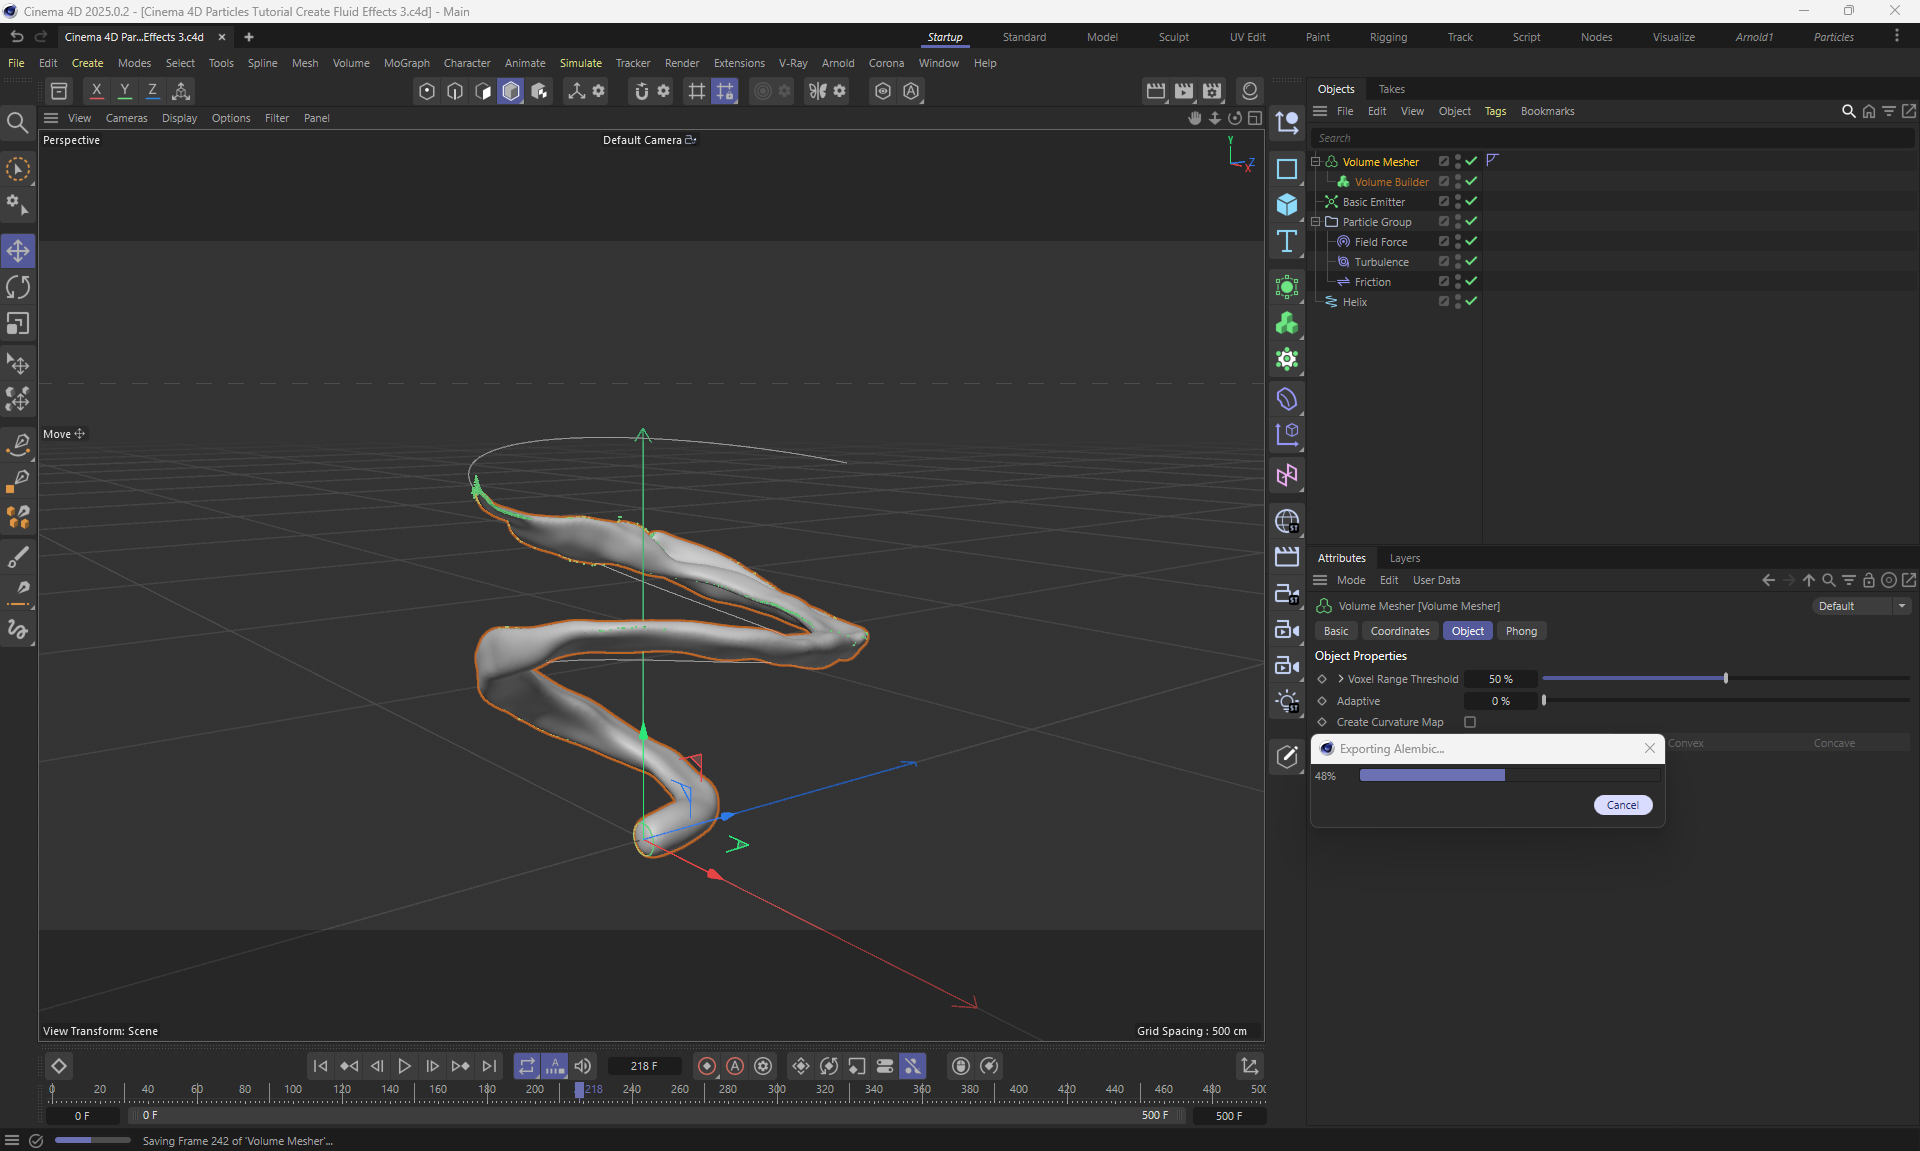 Cinema 4D 2025.0.2 - [Cinema 4D Particles Tutorial Create Fluid Effects 3.c4d] - Main
Cinema 4D Par...Effects 3.c4d
Startup Standard Model Sculpt UV Edit Paint Rigging Track Script Nodes Visualize Arnold1 Particles
File Edit Create Modes Select Tools Spline Mesh Volume MoGraph Character Animate Simulate Tracker Render Extensions V-Ray Arnold Corona Window Help
X Y Z
Objects Takes
File Edit View Object Tags Bookmarks
View Cameras Display Options Filter Panel
Search
Perspective
Default Camera
Y
Z
X
Volume Mesher
Volume Builder
Basic Emitter
Particle Group
Field Force
Turbulence
Friction
Helix
Move
Attributes Layers
Mode Edit User Data
Volume Mesher [Volume Mesher]
Default
Basic Coordinates Object Phong
Object Properties
Voxel Range Threshold 50 %
Adaptive 0 %
Create Curvature Map
Convex Concave
Exporting Alembic...
48%
Cancel
View Transform: Scene
Grid Spacing : 500 cm
218 F
0 20 40 60 80 100 120 140 160 180 200 218 240 260 280 300 320 340 360 380 400 420 440 460 480 500
0 F 0 F 500 F 500 F
Saving Frame 242 of 'Volume Mesher'...